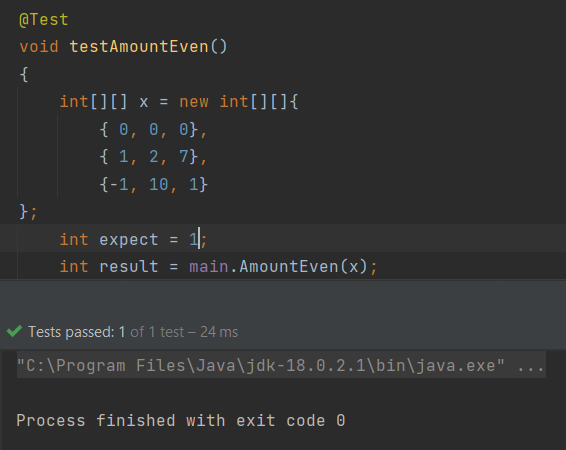 @Test
void testAmountEven()
{
int[][] x = new int[][]{
{ 0, 0, 0},
{ 1, 2, 7},
{-1, 10, 1}
};
int expect = 1;
int result = main.AmountEven(x);
Tests passed: 1 of 1 test – 24 ms
"C:\Program Files\Java\jdk-18.0.2.1\bin\java.exe" ...
Process finished with exit code 0